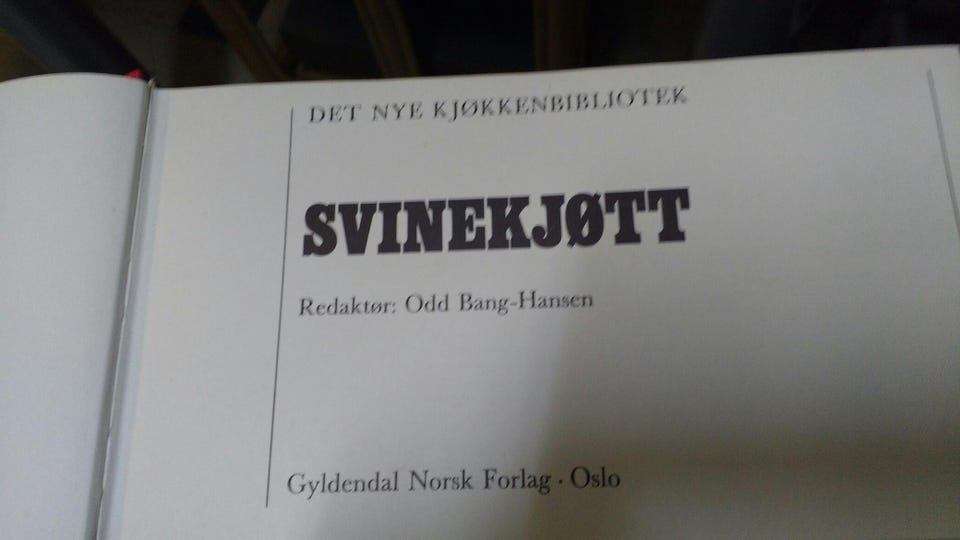 DET NYE KJØKKENBIBLIOTEK
SVINEKJØTT
Redaktør: Odd Bang-Hansen
Gyldendal Norsk Forlag · Oslo